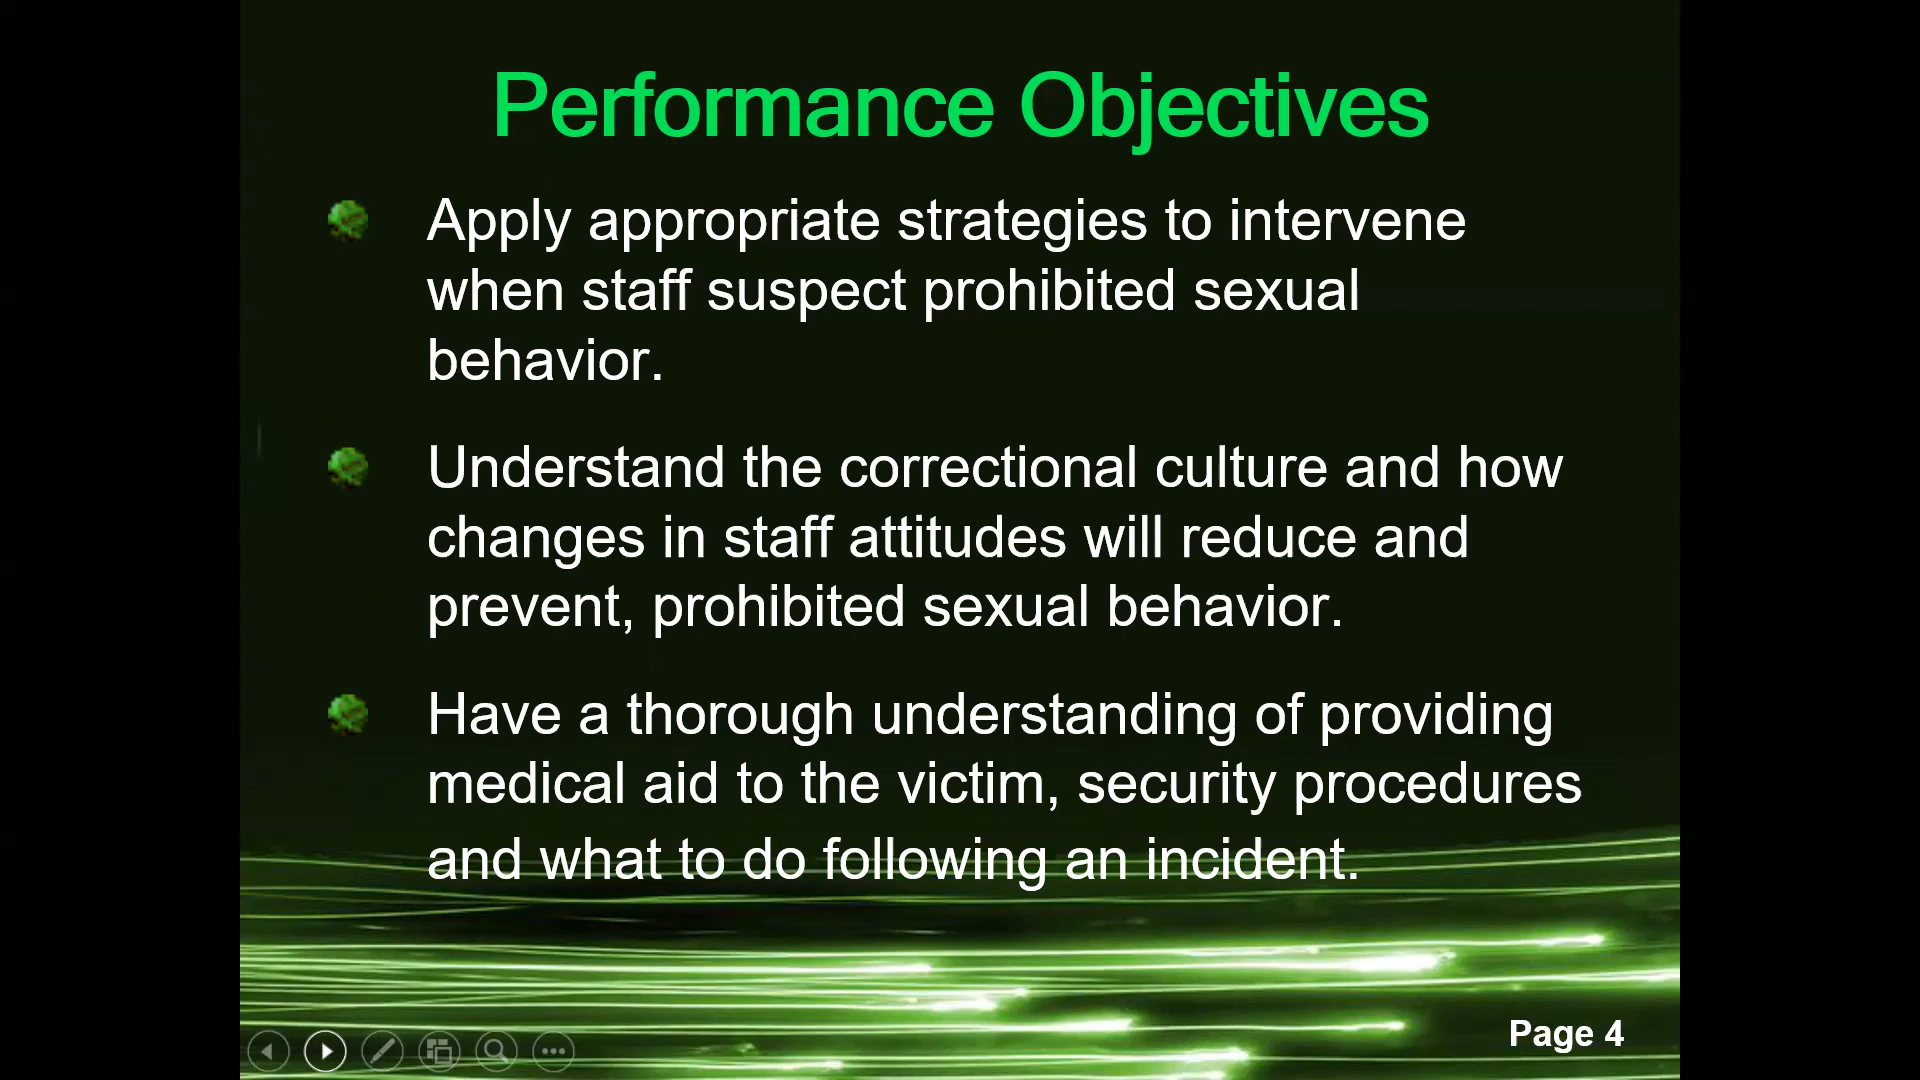 Performance Objectives
Apply appropriate strategies to intervene
when staff suspect prohibited sexual
behavior.
Understand the correctional culture and how
changes in staff attitudes will reduce and
prevent, prohibited sexual behavior.
Have a thorough understanding of providing
medical aid to the victim, security procedures
and what to do following an incident.
Page 4